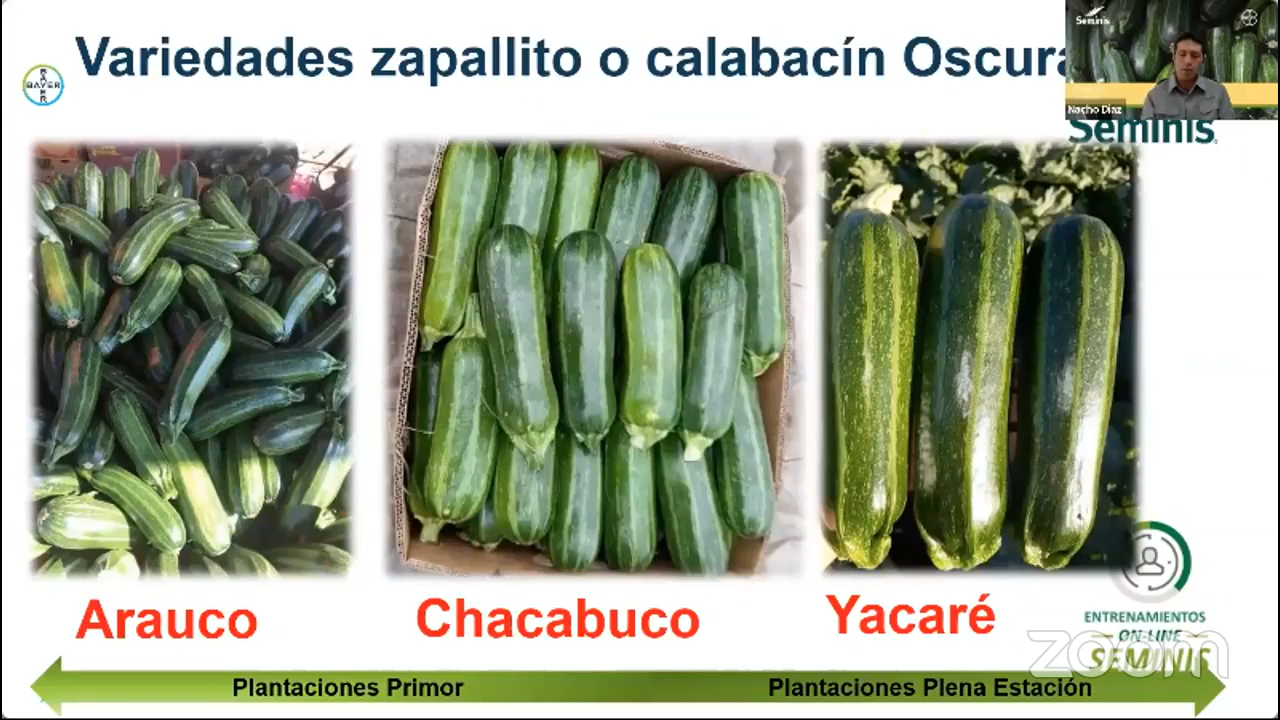 Variedades zapallito o calabacín Oscura
BAYER
BAYER
Seminis
Nacho Diaz
Seminis
Arauco
Chacabuco
Yacaré
ENTRENAMIENTOS
ON-LINE
SEMINIS
zoom
Plantaciones Primor
Plantaciones Plena Estación